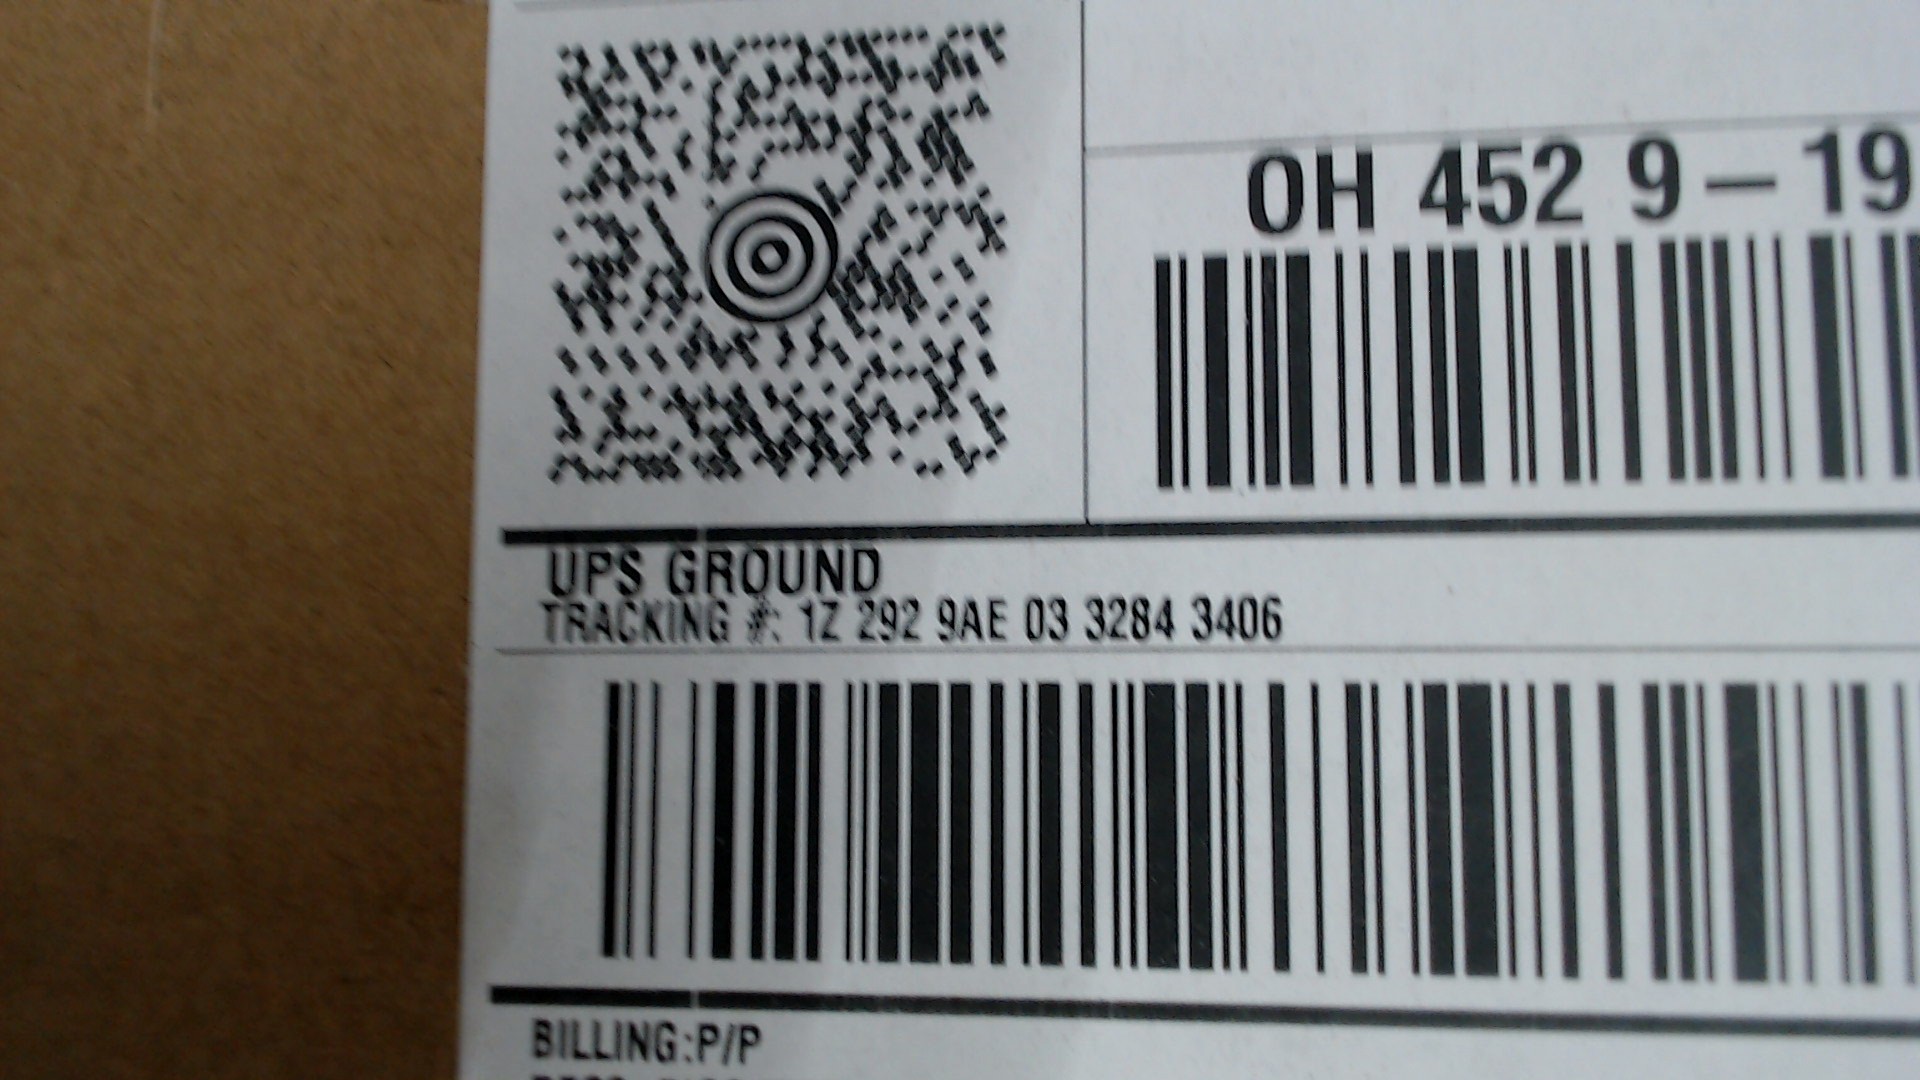 OH 452 9-19
UPS GROUND
TRACKING #: 1Z 292 9AE 03 3284 3406
BILLING:P/P